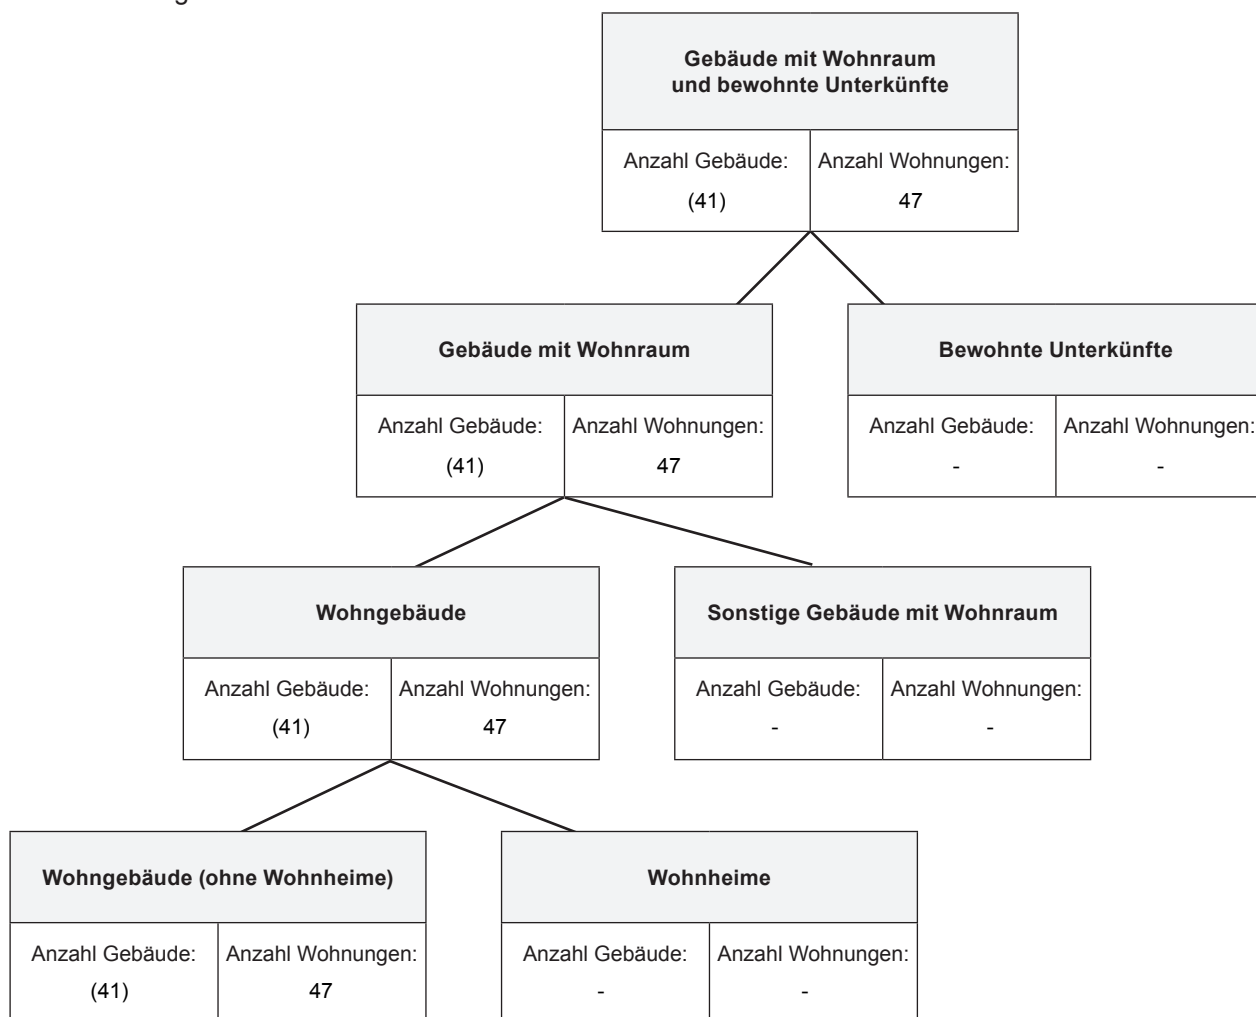 Gebäude mit Wohnraum
und bewohnte Unterkünfte
Anzahl Gebäude: Anzahl Wohnungen:
(41) 47
Gebäude mit Wohnraum Bewohnte Unterkünfte
Anzahl Gebäude: Anzahl Wohnungen: Anzahl Gebäude: Anzahl Wohnungen:
(41) 47 - -
Wohngebäude Sonstige Gebäude mit Wohnraum
Anzahl Gebäude: Anzahl Wohnungen: Anzahl Gebäude: Anzahl Wohnungen:
(41) 47 - -
Wohngebäude (ohne Wohnheime) Wohnheime
Anzahl Gebäude: Anzahl Wohnungen: Anzahl Gebäude: Anzahl Wohnungen:
(41) 47 - -